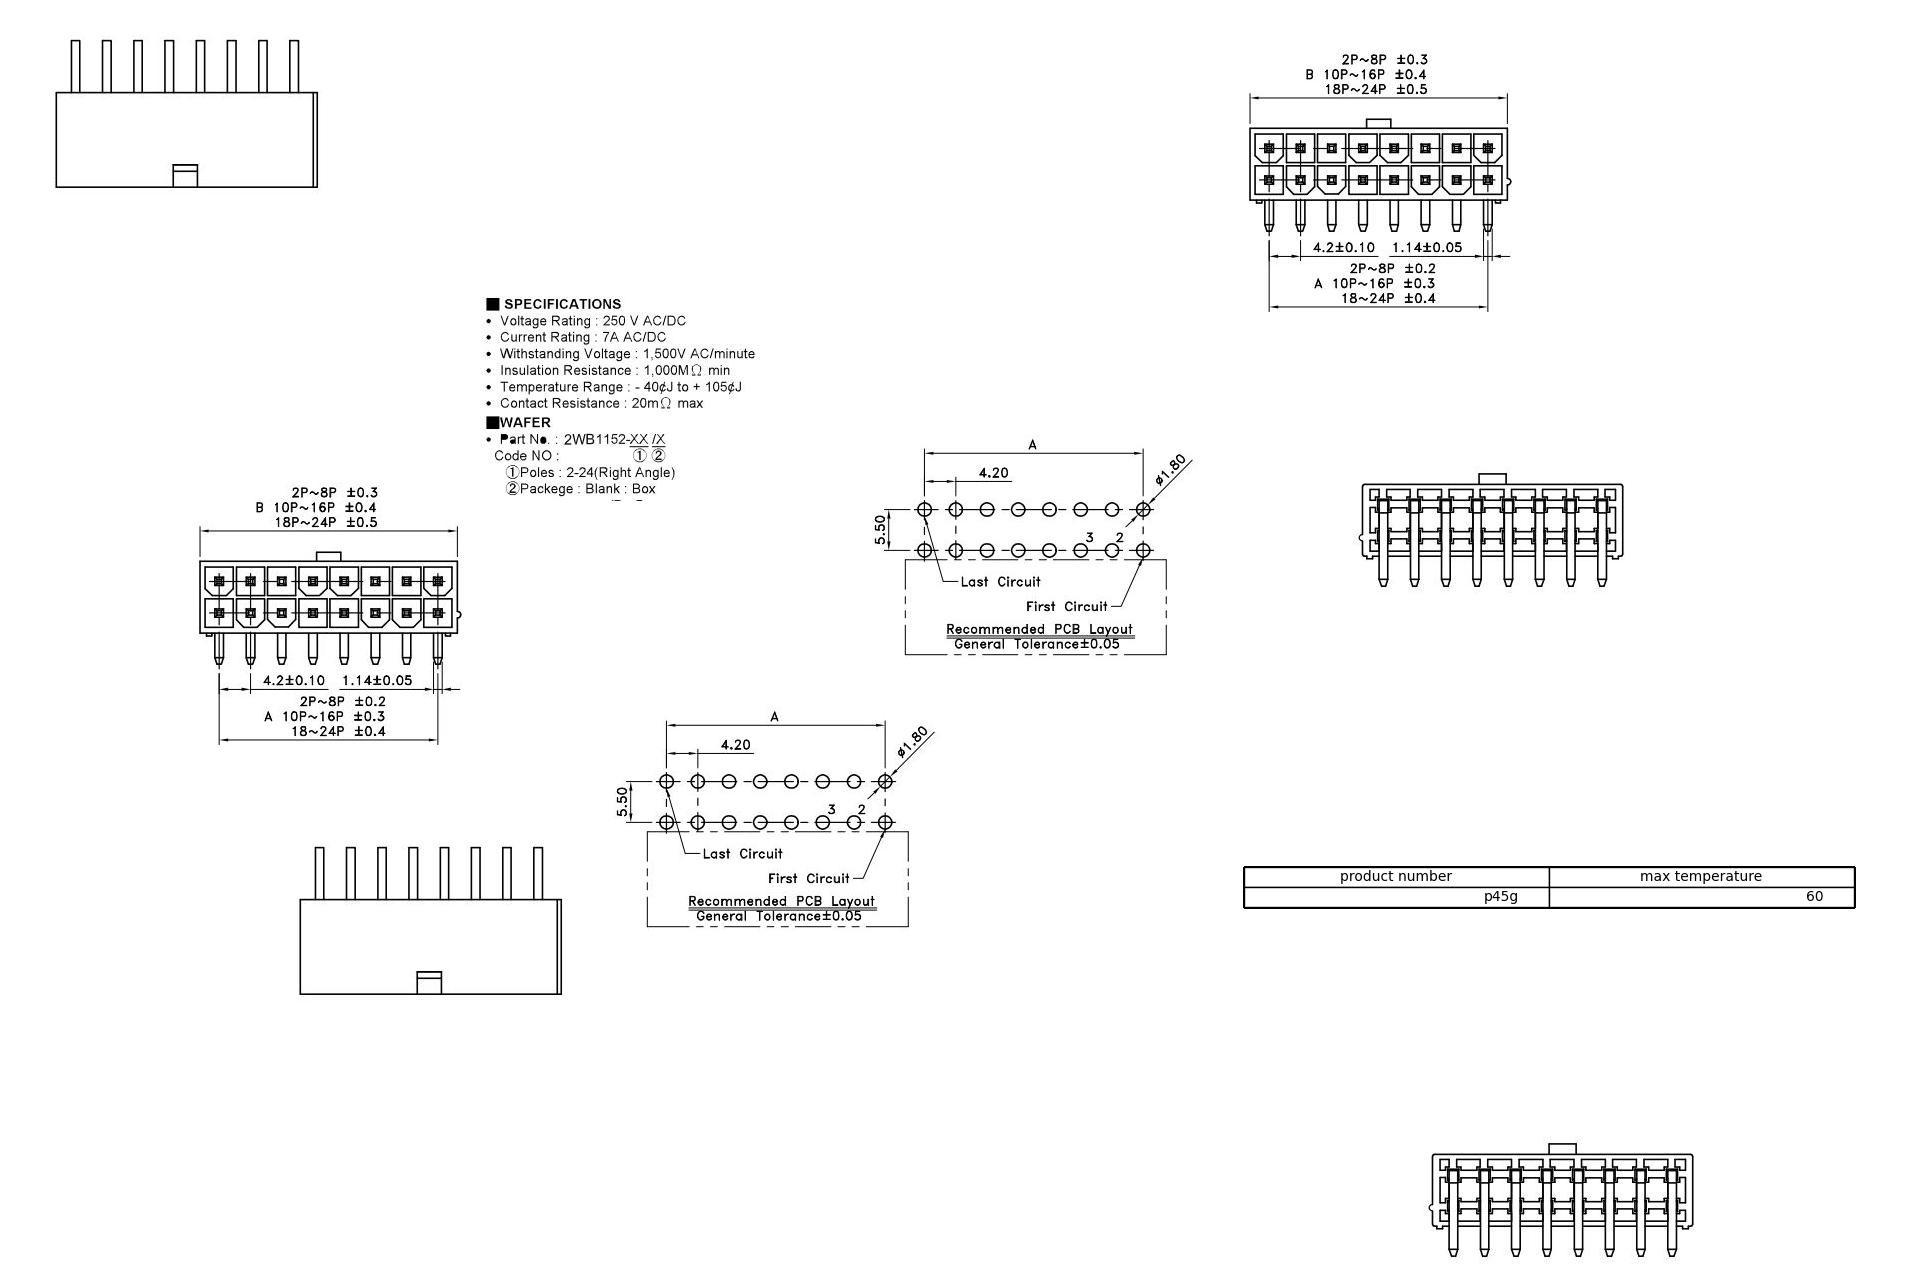 2P~8P ±0.3
B 10P~16P ±0.4
18P~24P ±0.5
4.2±0.10 1.14±0.05
2P~8P ±0.2
A 10P~16P ±0.3
18~24P ±0.4
■ SPECIFICATIONS
• Voltage Rating : 250 V AC/DC
• Current Rating : 7A AC/DC
• Withstanding Voltage : 1,500V AC/minute
• Insulation Resistance : 1,000MΩ min
• Temperature Range : - 40¢J to + 105¢J
• Contact Resistance : 20mΩ max
■WAFER
• Part No. : 2WB1152-XX /X
Code NO : ① ②
①Poles : 2-24(Right Angle)
②Packege : Blank : Box
A
4.20
ø1.80
5.50
3 2
Last Circuit
First Circuit
Recommended PCB Layout
General Tolerance±0.05
2P~8P ±0.3
B 10P~16P ±0.4
18P~24P ±0.5
4.2±0.10 1.14±0.05
2P~8P ±0.2
A 10P~16P ±0.3
18~24P ±0.4
A
4.20
ø1.80
5.50
3 2
Last Circuit
First Circuit
Recommended PCB Layout
General Tolerance±0.05
product number max temperature
p45g 60